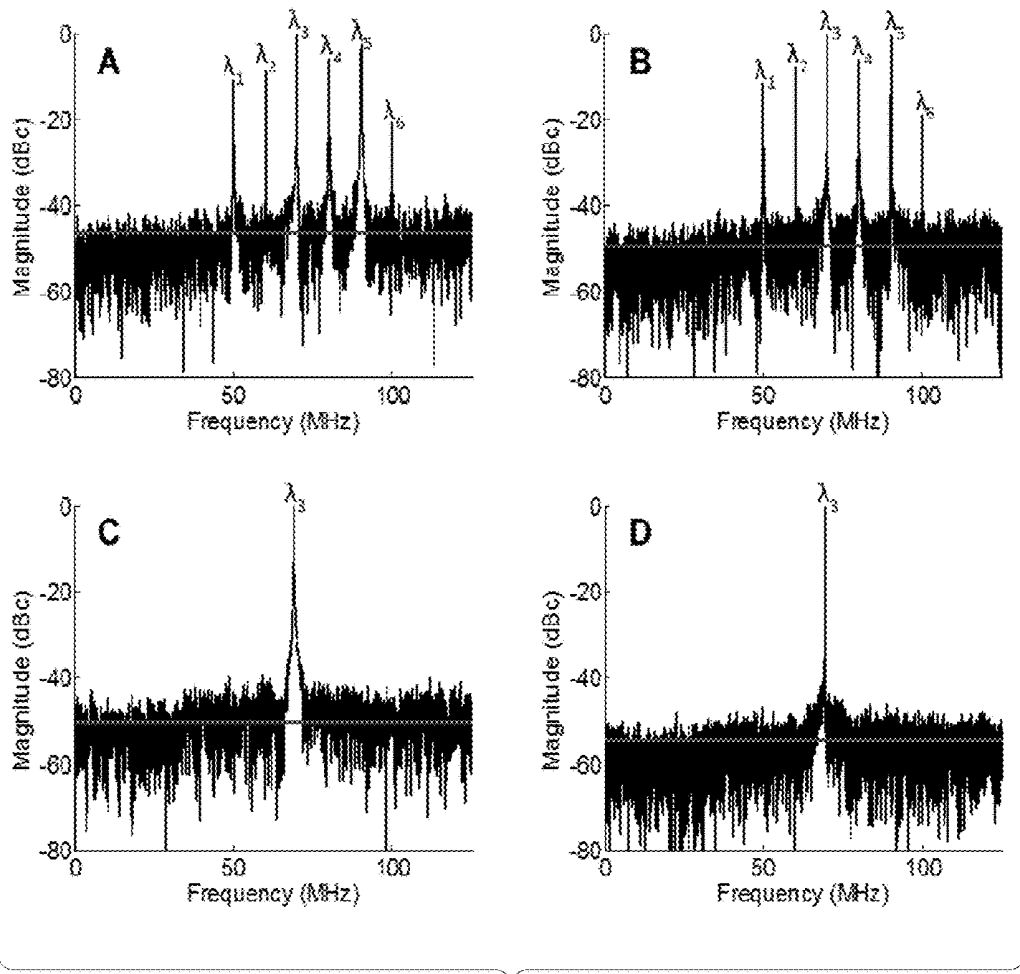 A
λ1
λ2
λ3
λ4
λ5
λ6
0
-20
-40
-60
-80
Magnitude (dBc)
0
50
100
Frequency (MHz)
B
λ1
λ2
λ3
λ4
λ5
λ6
0
-20
-40
-60
-80
Magnitude (dBc)
0
50
100
Frequency (MHz)
C
λ3
0
-20
-40
-60
-80
Magnitude (dBc)
0
50
100
Frequency (MHz)
D
λ3
0
-20
-40
-60
-80
Magnitude (dBc)
0
50
100
Frequency (MHz)